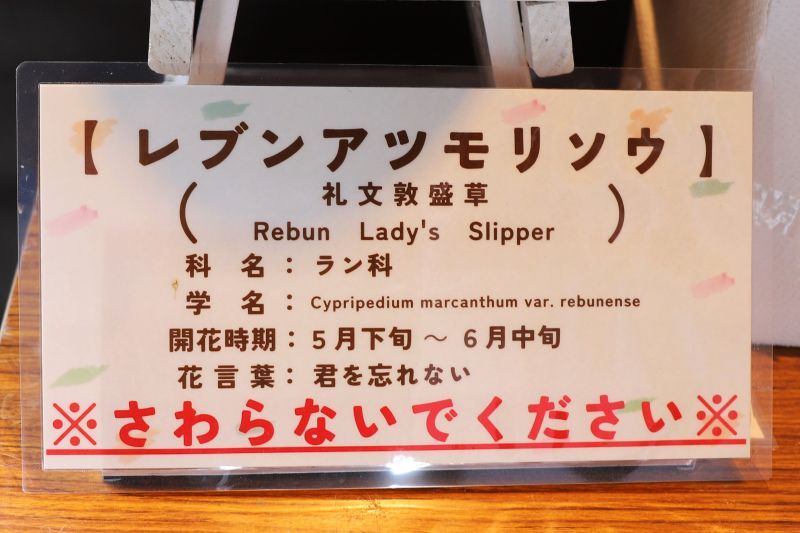 【レブンアツモリソウ】
(礼文敦盛草
Rebun Lady's Slipper)
科名：ラン科
学名：Cypripedium marcanthum var. rebunense
開花時期：5月下旬～6月中旬
花言葉：君を忘れない
※さわらないでください※